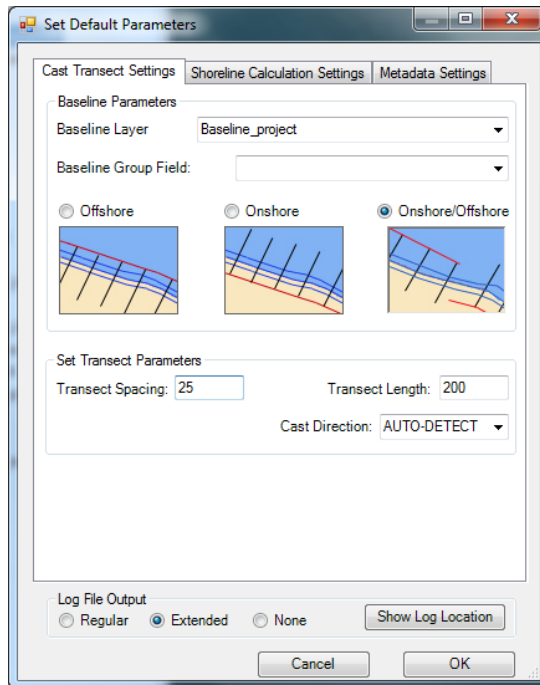 Set Default Parameters
Cast Transect Settings Shoreline Calculation Settings Metadata Settings
Baseline Parameters
Baseline Layer Baseline_project
Baseline Group Field:
Offshore Onshore Onshore/Offshore
Set Transect Parameters
Transect Spacing: 25 Transect Length: 200
Cast Direction: AUTO-DETECT
Log File Output
Regular Extended None Show Log Location
Cancel OK